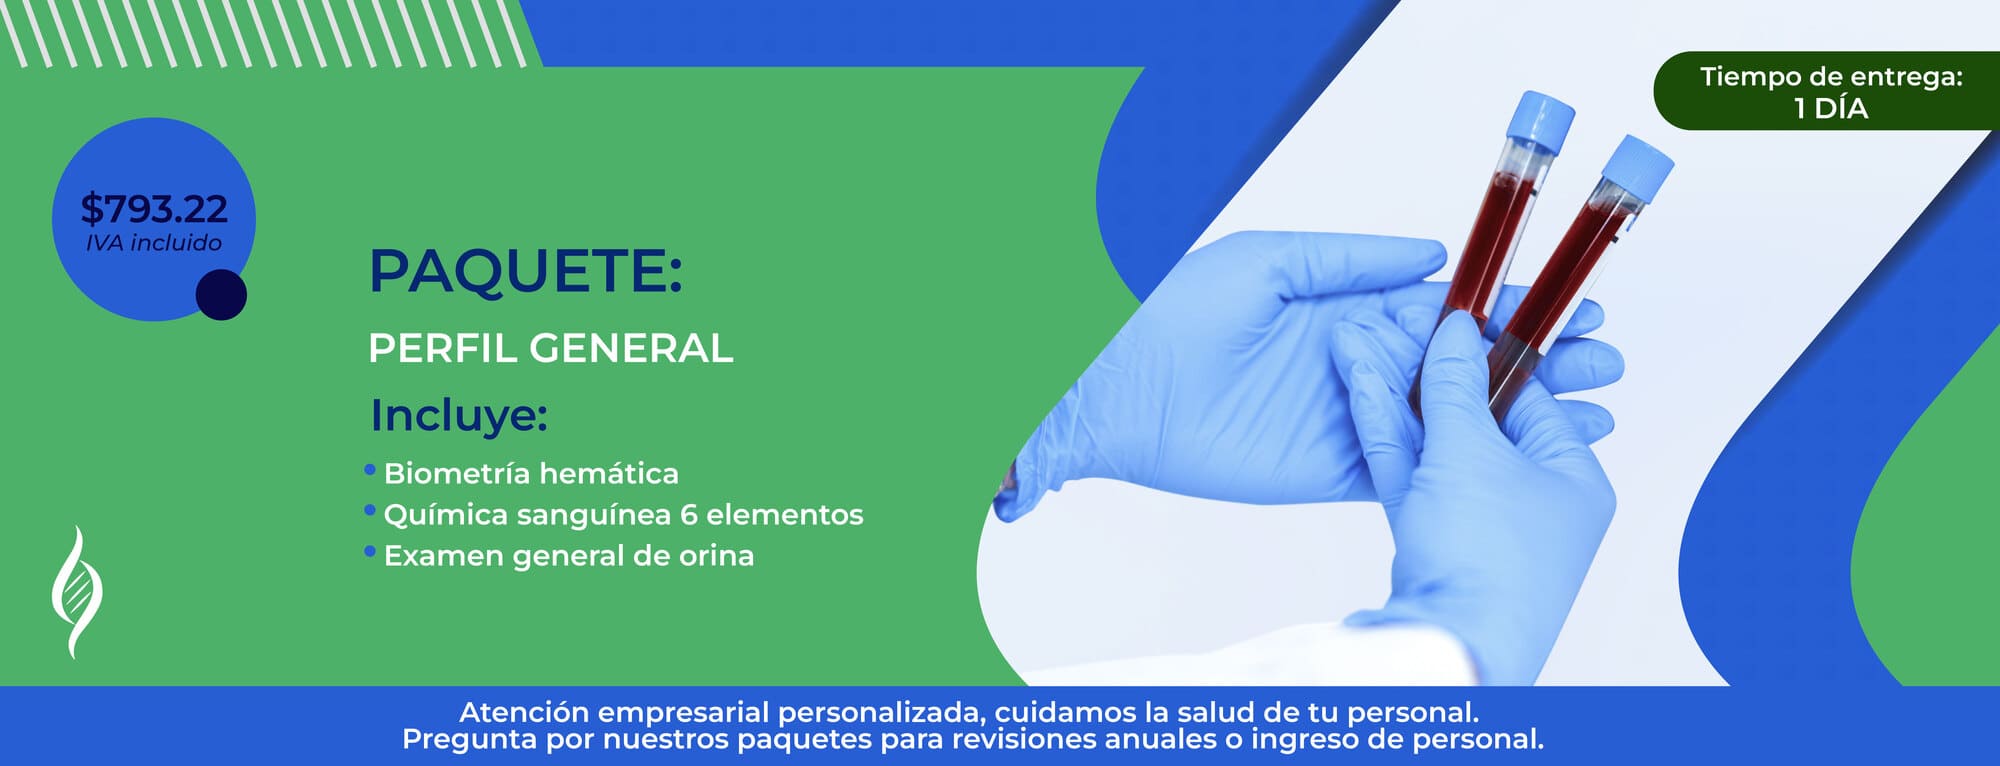 Tiempo de entrega:
1 DÍA
$793.22
IVA incluido
PAQUETE:
PERFIL GENERAL
Incluye:
• Biometría hemática
• Química sanguínea 6 elementos
• Examen general de orina
Atención empresarial personalizada, cuidamos la salud de tu personal.
Pregunta por nuestros paquetes para revisiones anuales o ingreso de personal.